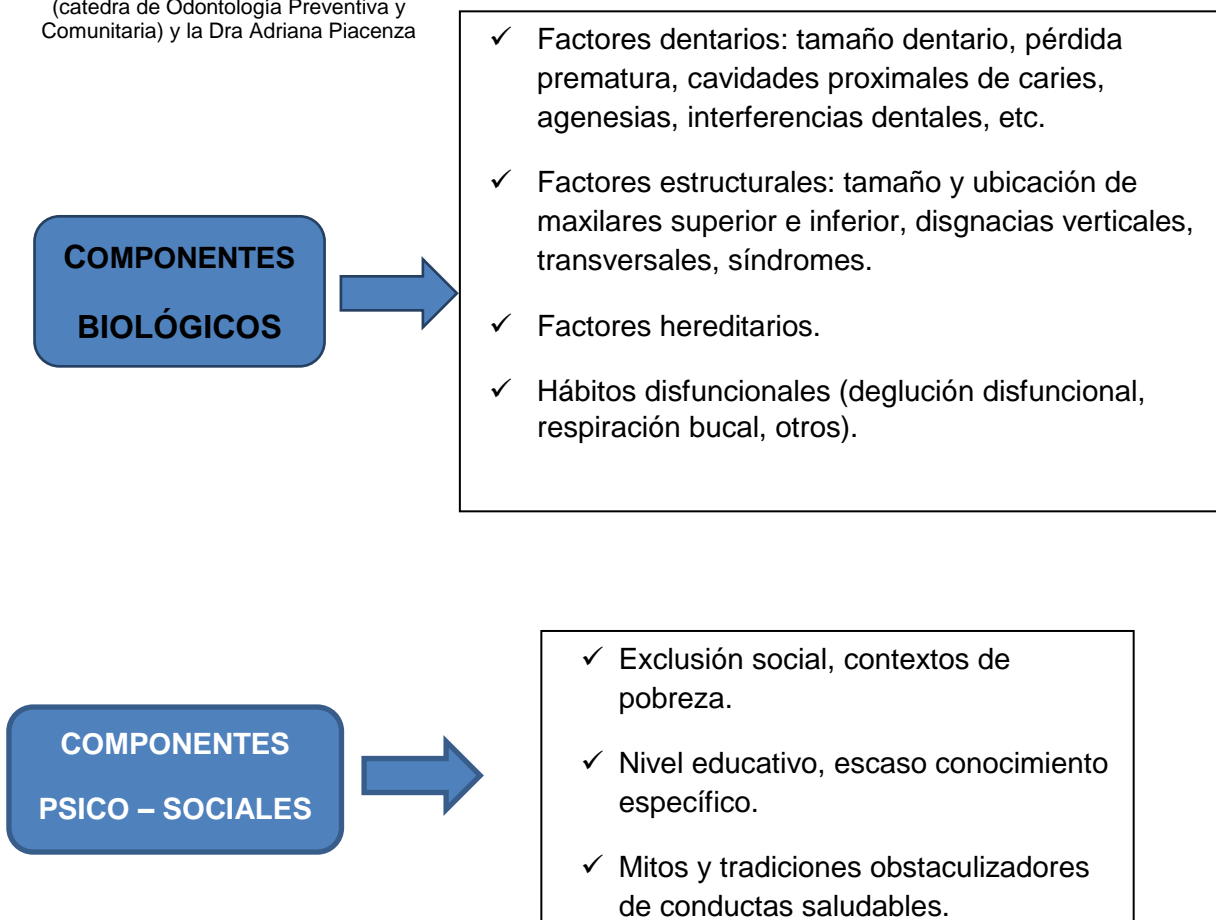 (catedra de Odontología Preventiva y
Comunitaria) y la Dra Adriana Piacenza
COMPONENTES
BIOLÓGICOS
✓ Factores dentarios: tamaño dentario, pérdida
prematura, cavidades proximales de caries,
agenesias, interferencias dentales, etc.
✓ Factores estructurales: tamaño y ubicación de
maxilares superior e inferior, disgnacias verticales,
transversales, síndromes.
✓ Factores hereditarios.
✓ Hábitos disfuncionales (deglución disfuncional,
respiración bucal, otros).
COMPONENTES
PSICO – SOCIALES
✓ Exclusión social, contextos de
pobreza.
✓ Nivel educativo, escaso conocimiento
específico.
✓ Mitos y tradiciones obstaculizadores
de conductas saludables.